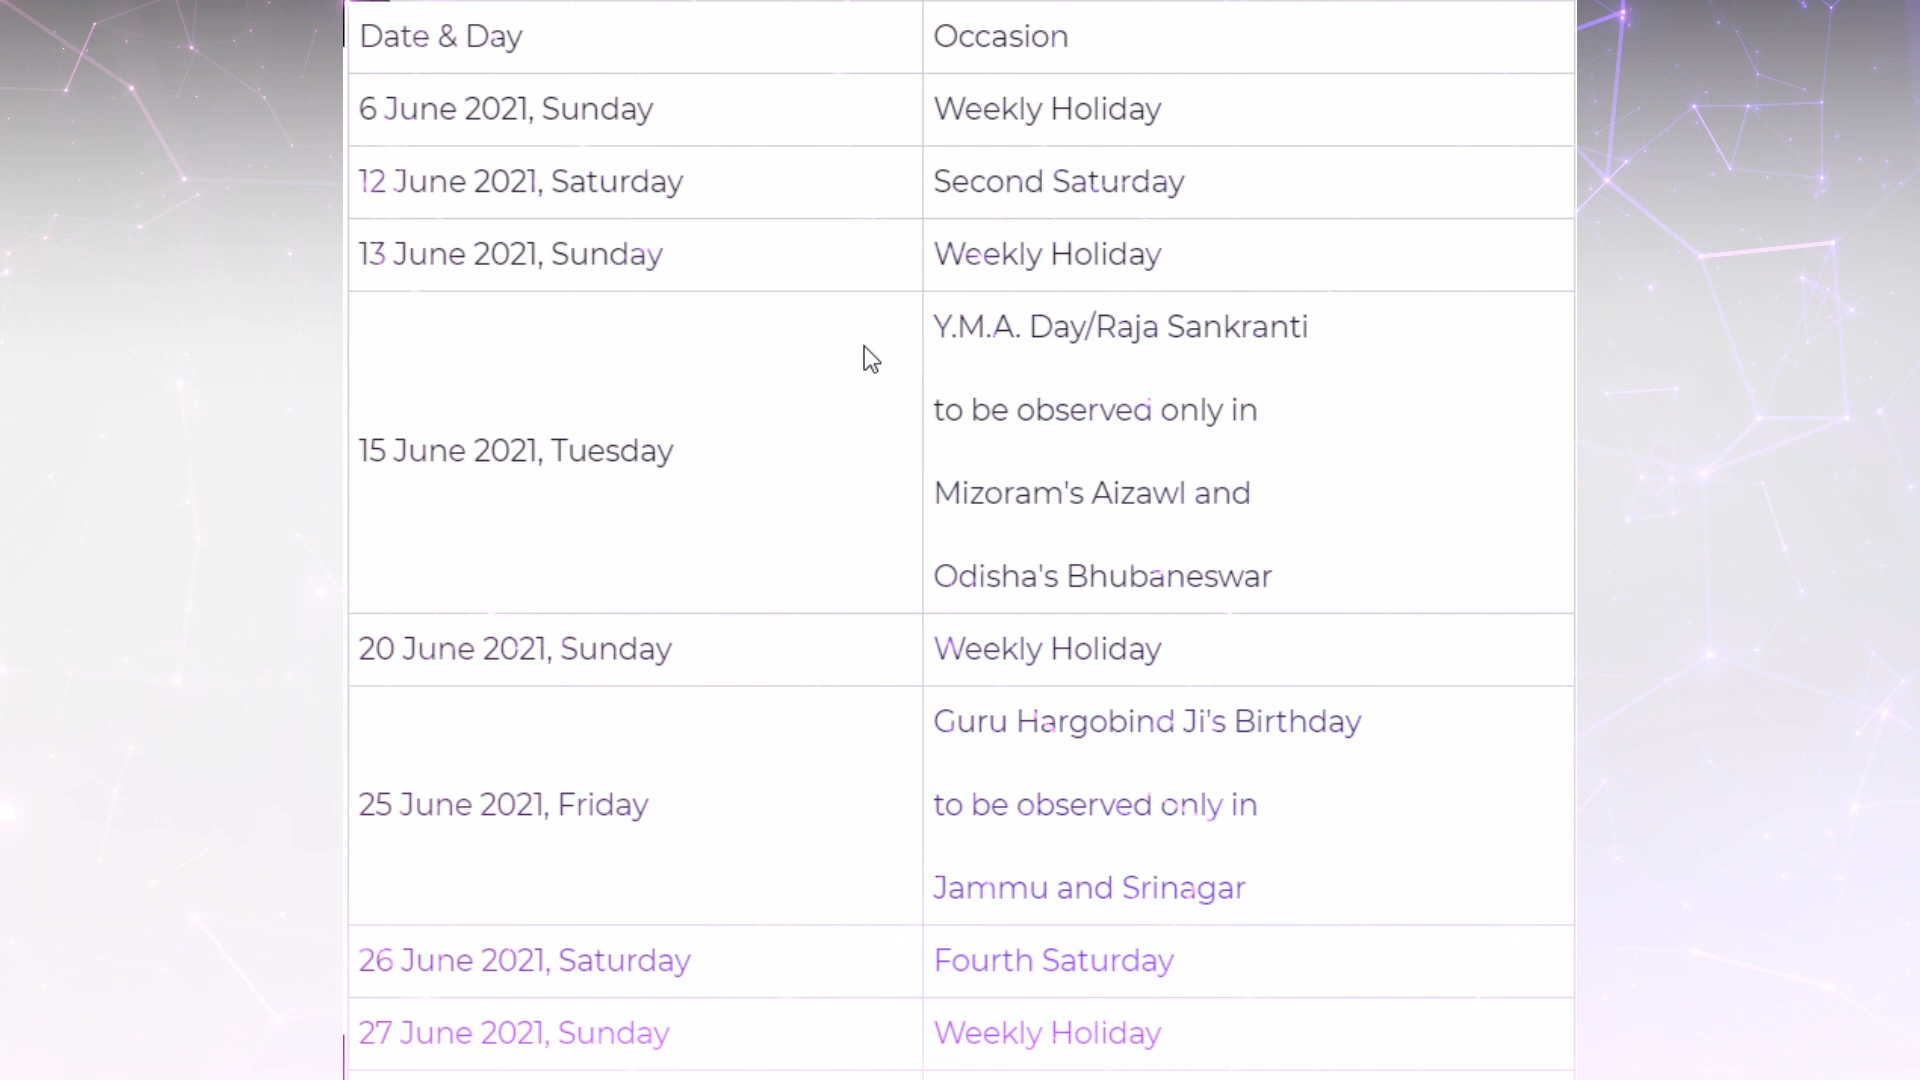 Date & Day
Occasion
6 June 2021, Sunday
Weekly Holiday
12 June 2021, Saturday
Second Saturday
13 June 2021, Sunday
Weekly Holiday
15 June 2021, Tuesday
Y.M.A. Day/Raja Sankranti
to be observed only in
Mizoram's Aizawl and
Odisha's Bhubaneswar
20 June 2021, Sunday
Weekly Holiday
25 June 2021, Friday
Guru Hargobind Ji's Birthday
to be observed only in
Jammu and Srinagar
26 June 2021, Saturday
Fourth Saturday
27 June 2021, Sunday
Weekly Holiday